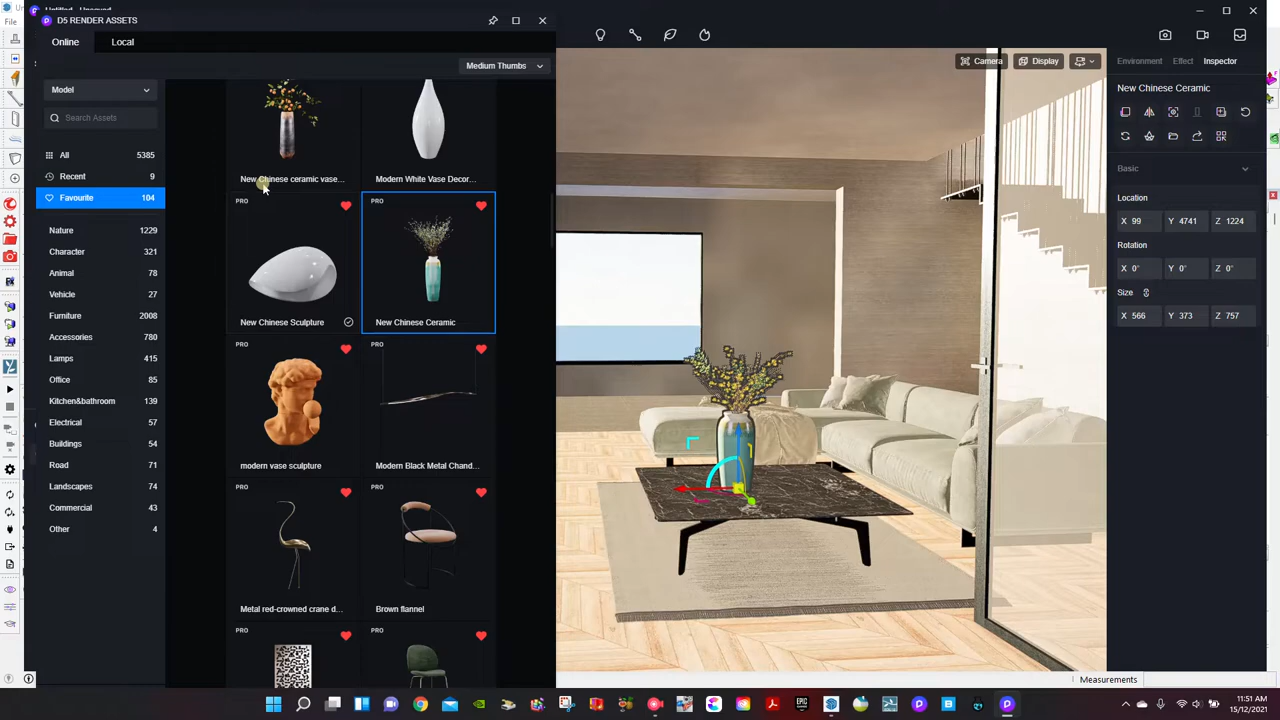 Un
Untitled - Unsaved
File
D5 RENDER ASSETS
Online
Local
Medium Thumbs
Model
Search Assets
All 5385
Recent 9
Favourite 104
Nature 1229
Character 321
Animal 78
Vehicle 27
Furniture 2008
Accessories 780
Lamps 415
Office 85
Kitchen&bathroom 139
Electrical 57
Buildings 54
Road 71
Landscapes 74
Commercial 43
Other 4
New Chinese ceramic vase...
Modern White Vase Decor...
PRO
PRO
New Chinese Sculpture
New Chinese Ceramic
PRO
PRO
modern vase sculpture
Modern Black Metal Chand...
PRO
PRO
Metal red-crowned crane d...
Brown flannel
PRO
PRO
Camera
Display
Environment
Effect
Inspector
New Chinese Ceramic
Basic
Location
X 99 Y 4741 Z 1224
Rotation
X 0° Y 0° Z 0°
Size
X 566 Y 373 Z 757
Measurements
EPIC
11:51 AM
15/12/2021